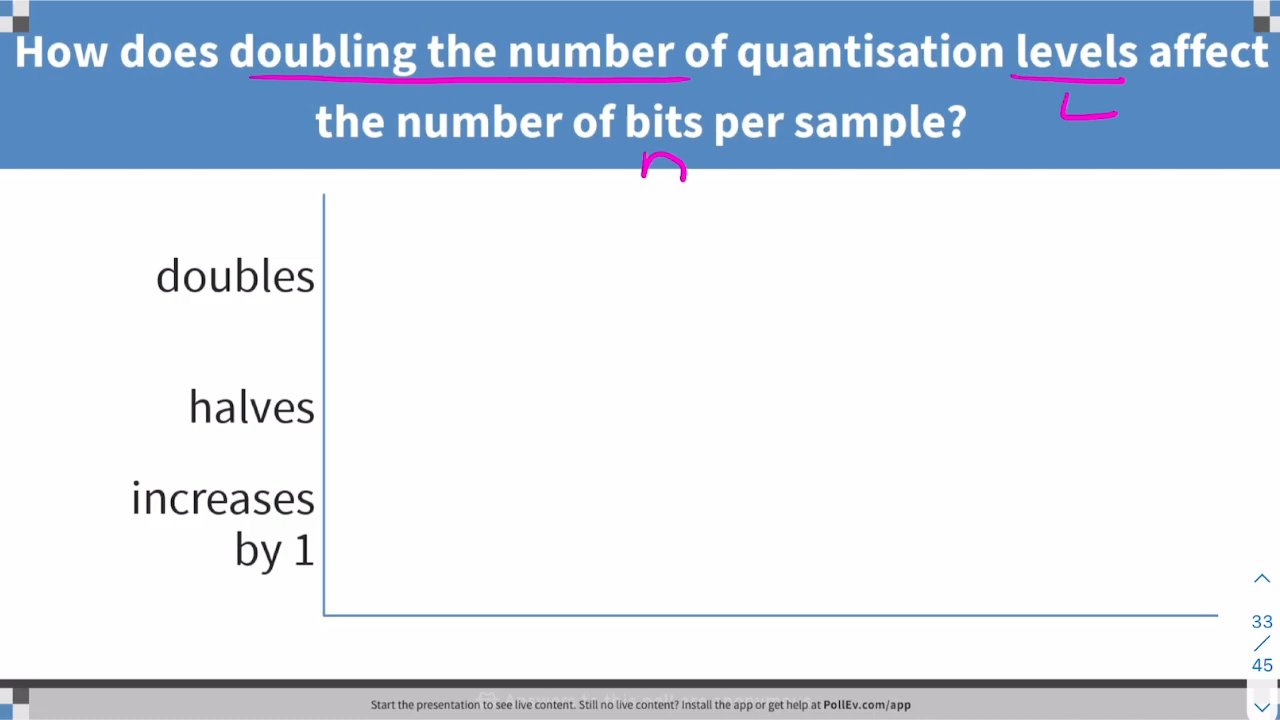 How does doubling the number of quantisation levels affect
the number of bits per sample?
L
n
doubles
halves
increases
by 1
33
/
45
Start the presentation to see live content. Still no live content? Install the app or get help at PollEv.com/app